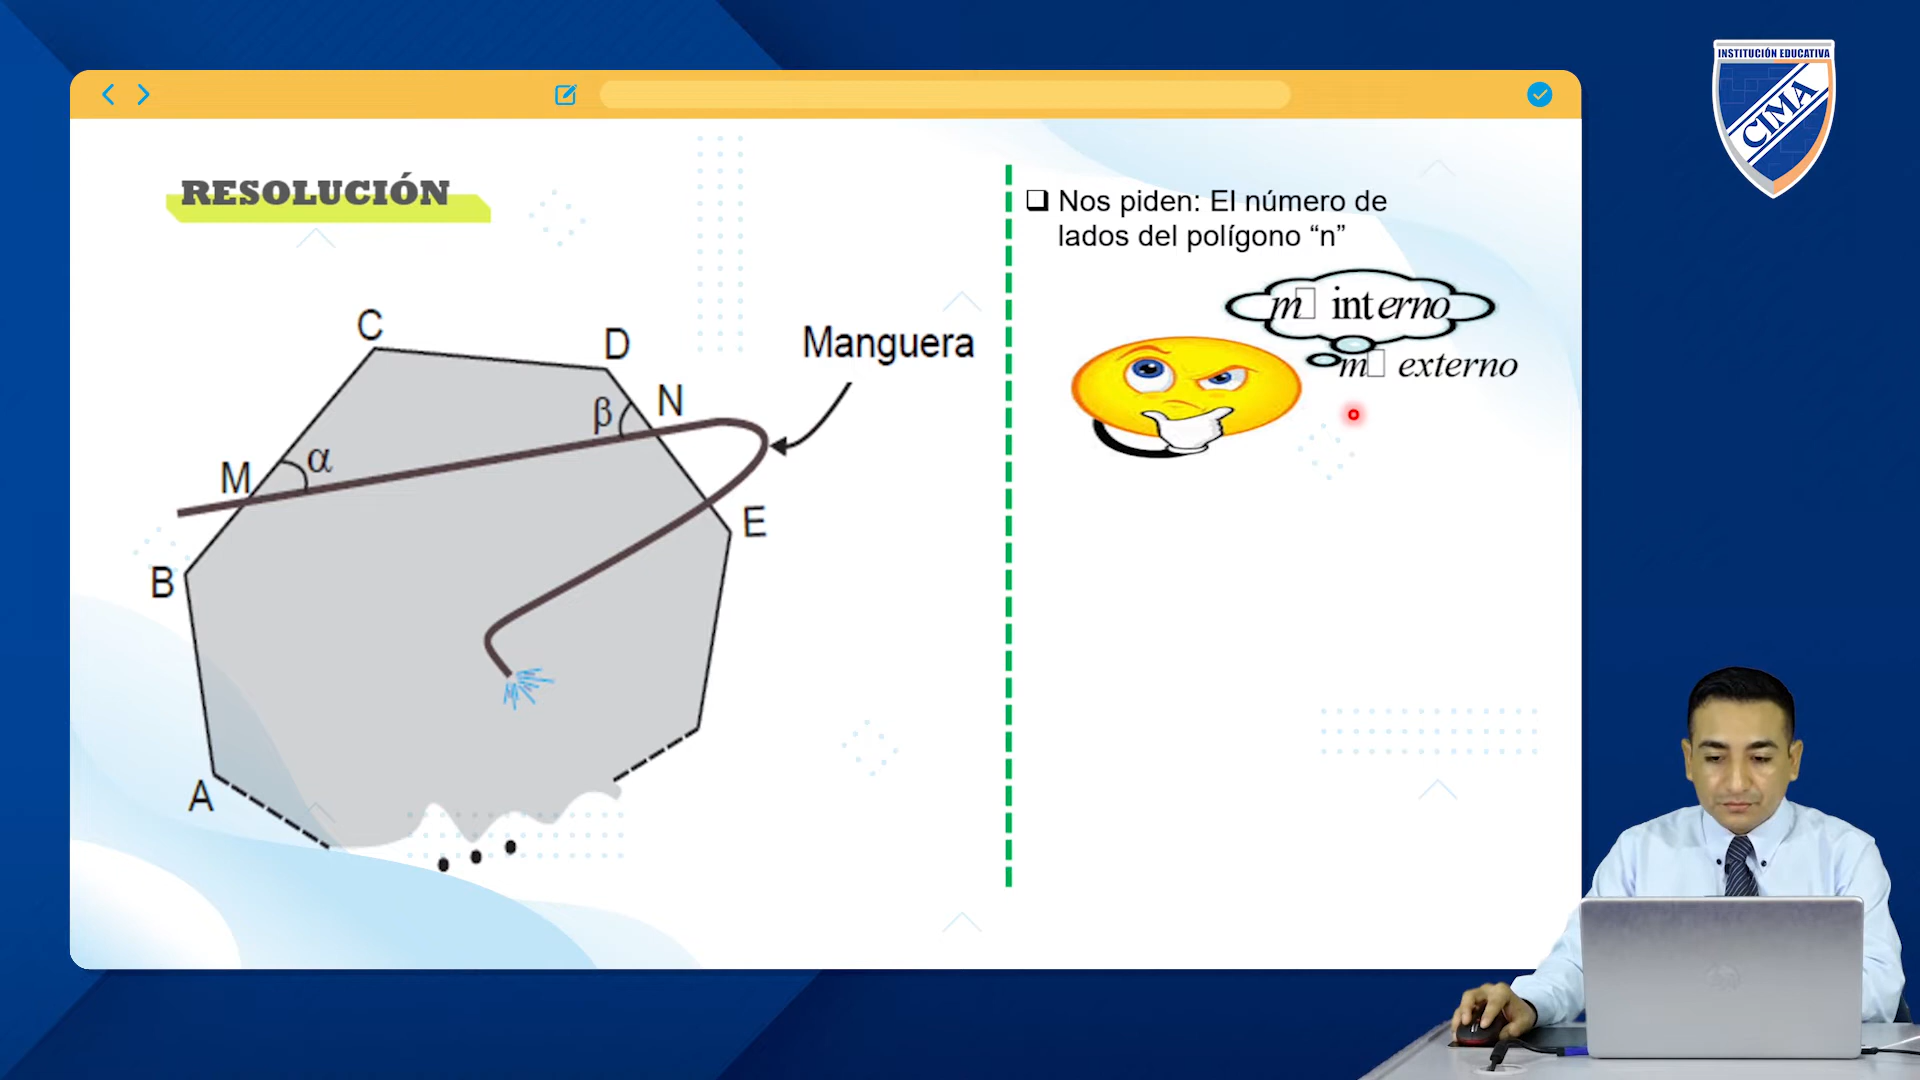 INSTITUCIÓN EDUCATIVA
CIMA
RESOLUCIÓN
Nos piden: El número de
lados del polígono “n”
m□ interno
m□ externo
C
D
Manguera
N
β
α
M
E
B
A